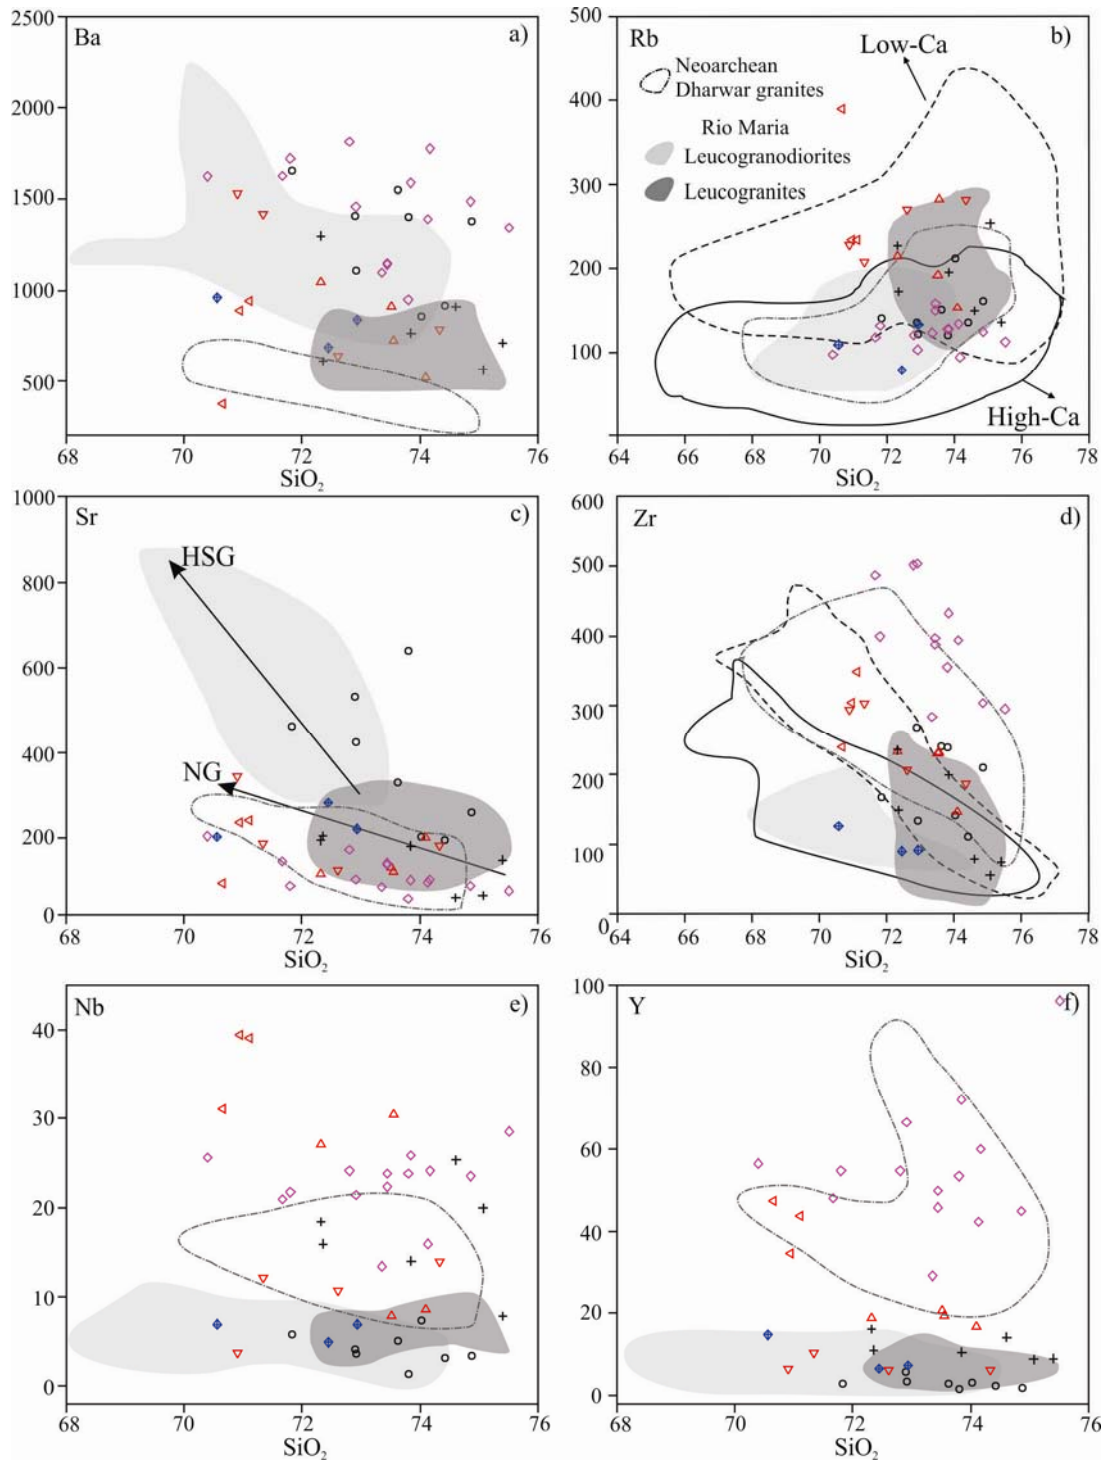 2500
Ba
a)
2000
1500
1000
500
68
70
72
74
76
SiO2
500
Rb
b)
Low-Ca
Neoarchean
Dharwar granites
400
Rio Maria
Leucogranodiorites
Leucogranites
300
200
100
High-Ca
0
64
66
68
70
72
74
76
78
SiO2
1000
Sr
c)
HSG
800
600
400
NG
200
0
68
70
72
74
76
SiO2
600
Zr
d)
500
400
300
200
100
0
64
66
68
70
72
74
76
78
SiO2
Nb
e)
40
30
20
10
0
68
70
72
74
76
SiO2
100
Y
f)
80
60
40
20
0
68
70
72
74
76
SiO2